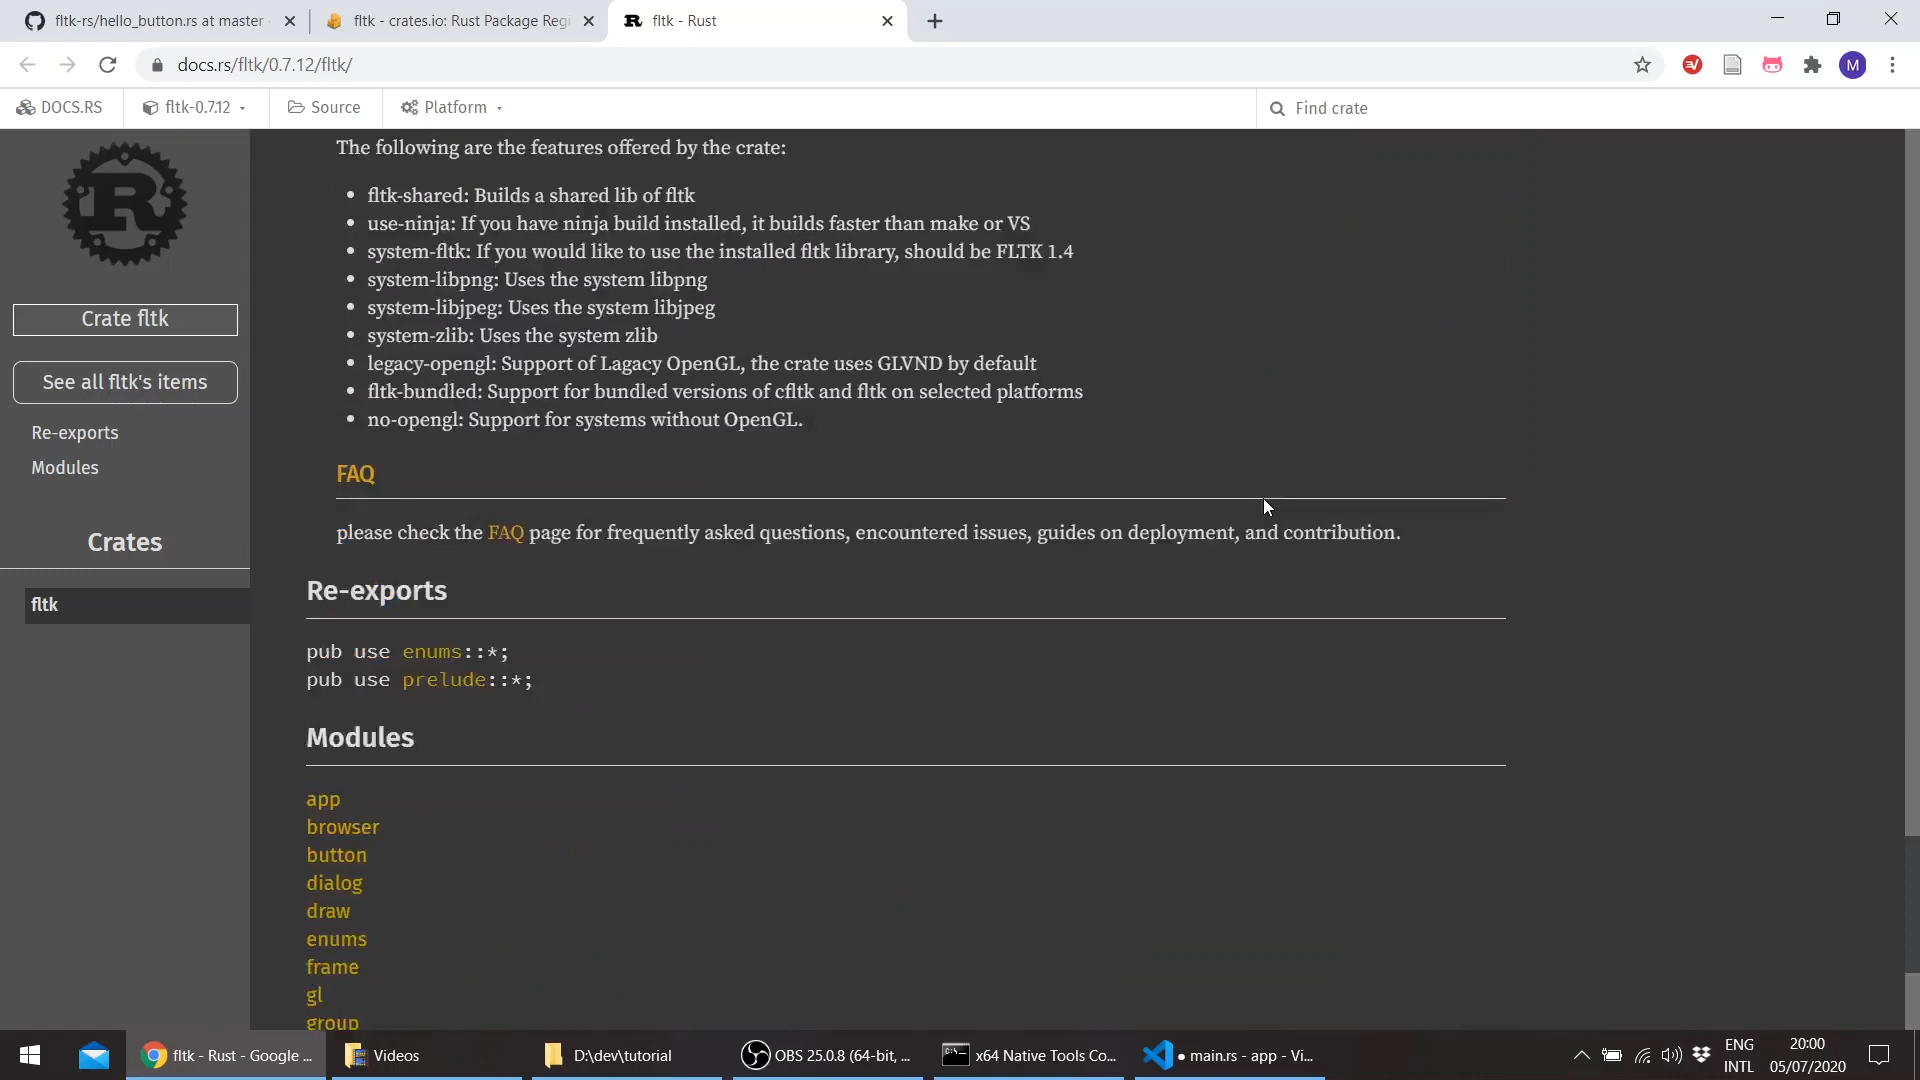 fltk-rs/hello_button.rs at master
fltk - crates.io: Rust Package Regi
fltk - Rust
docs.rs/fltk/0.7.12/fltk/
M
DOCS.RS
fltk-0.7.12
Source
Platform
Find crate
R
Crate fltk
See all fltk's items
Re-exports
Modules
Crates
fltk
The following are the features offered by the crate:
• fltk-shared: Builds a shared lib of fltk
• use-ninja: If you have ninja build installed, it builds faster than make or VS
• system-fltk: If you would like to use the installed fltk library, should be FLTK 1.4
• system-libpng: Uses the system libpng
• system-libjpeg: Uses the system libjpeg
• system-zlib: Uses the system zlib
• legacy-opengl: Support of Lagacy OpenGL, the crate uses GLVND by default
• fltk-bundled: Support for bundled versions of cfltk and fltk on selected platforms
• no-opengl: Support for systems without OpenGL.
FAQ
please check the FAQ page for frequently asked questions, encountered issues, guides on deployment, and contribution.
Re-exports
pub use enums::*;
pub use prelude::*;
Modules
app
browser
button
dialog
draw
enums
frame
gl
group
fltk - Rust - Google ...
Videos
D:\dev\tutorial
OBS 25.0.8 (64-bit, ...
x64 Native Tools Co...
● main.rs - app - Vi...
ENG
INTL
20:00
05/07/2020